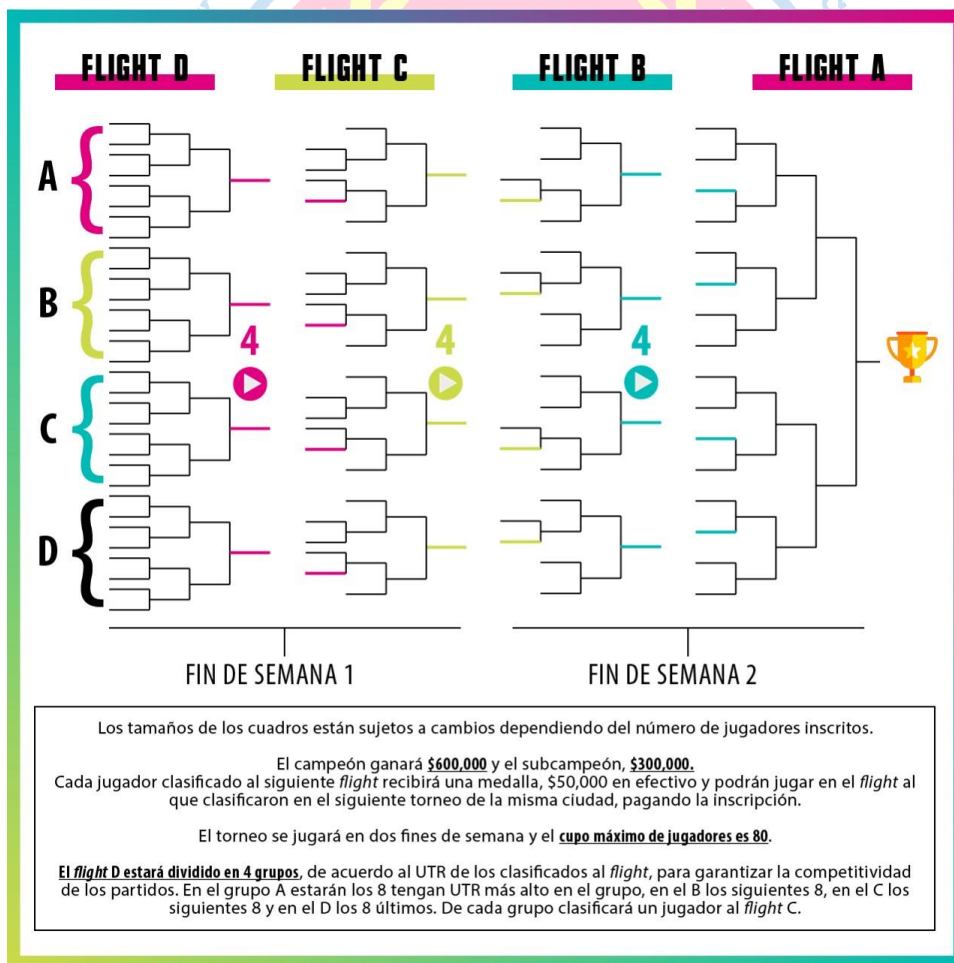 FLIGHT D
FLIGHT C
FLIGHT B
FLIGHT A
A
B
C
D
4
4
4
FIN DE SEMANA 1
FIN DE SEMANA 2
Los tamaños de los cuadros están sujetos a cambios dependiendo del número de jugadores inscritos.
El campeón ganará $600,000 y el subcampeón, $300,000.
Cada jugador clasificado al siguiente flight recibirá una medalla, $50,000 en efectivo y podrán jugar en el flight al
que clasificaron en el siguiente torneo de la misma ciudad, pagando la inscripción.
El torneo se jugará en dos fines de semana y el cupo máximo de jugadores es 80.
El flight D estará dividido en 4 grupos, de acuerdo al UTR de los clasificados al flight, para garantizar la competitividad
de los partidos. En el grupo A estarán los 8 tengan UTR más alto en el grupo, en el B los siguientes 8, en el C los
siguientes 8 y en el D los 8 últimos. De cada grupo clasificará un jugador al flight C.